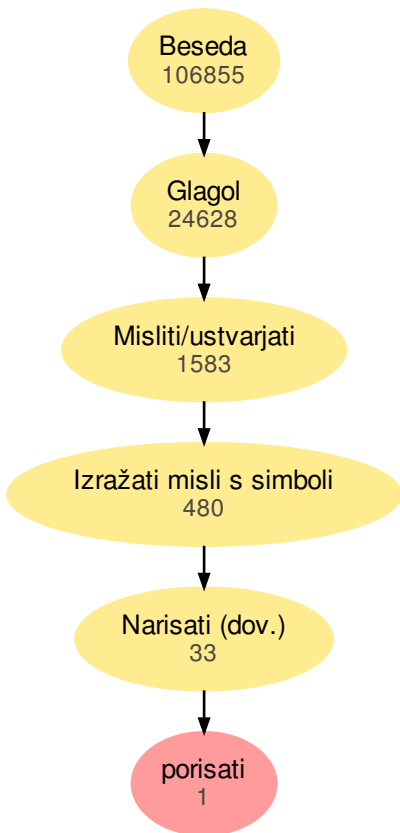 Beseda
106855
Glagol
24628
Misliti/ustvarjati
1583
Izražati misli s simboli
480
Narisati (dov.)
33
porisati
1